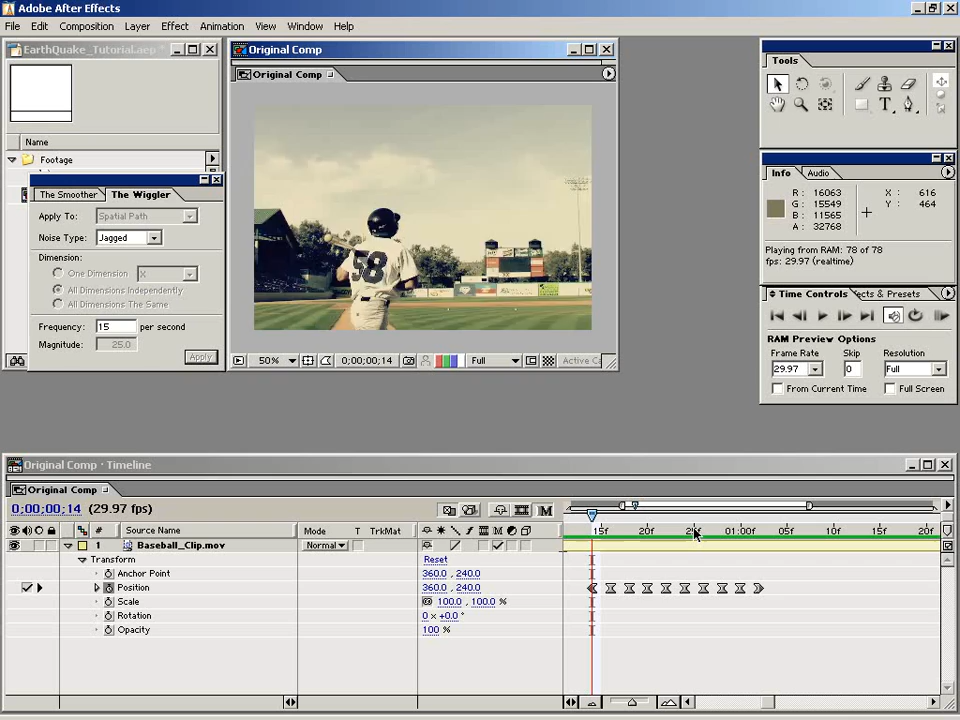 Adobe After Effects
File Edit Composition Layer Effect Animation View Window Help
EarthQuake_Tutorial.aep *
Name
Footage
The Smoother The Wiggler
Apply To: Spatial Path
Noise Type: Jagged
Dimension:
One Dimension X
All Dimensions Independently
All Dimensions The Same
Frequency: 15 per second
Magnitude: 25.0
Apply
Original Comp
Original Comp
58
50% 0;00;00;14 Full Active Ca
Tools
T
Info Audio
R : 16063 X : 616
G : 15549 Y : 464
B : 11565
A : 32768
Playing from RAM: 78 of 78
fps: 29.97 (realtime)
Time Controls ects & Presets
RAM Preview Options
Frame Rate Skip Resolution
29.97 0 Full
From Current Time Full Screen
Original Comp · Timeline
Original Comp
0;00;00;14 (29.97 fps)
# Source Name Mode T TrkMat
15f 20f 25f 01:00f 05f 10f 15f 20f
1 Baseball_Clip.mov Normal
Transform Reset
Anchor Point 360.0 , 240.0
Position 360.0 , 240.0
Scale 100.0 , 100.0 %
Rotation 0 x +0.0 °
Opacity 100 %